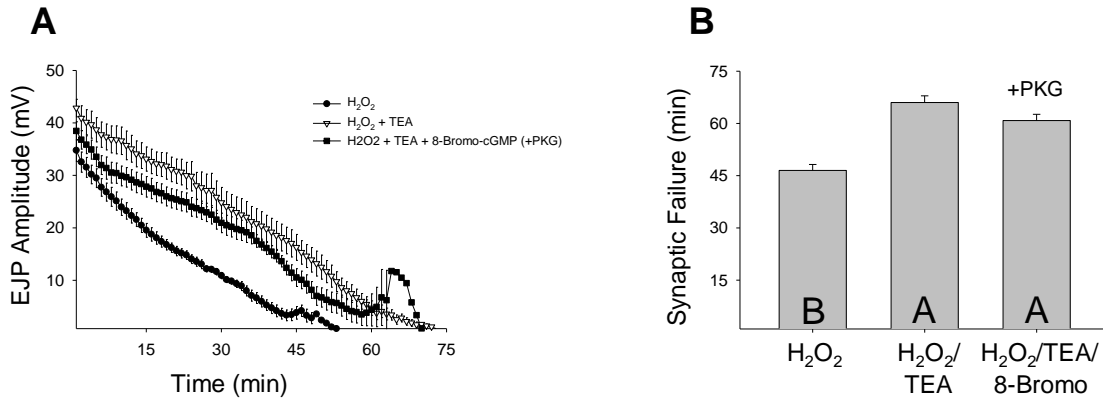 A
EJP Amplitude (mV)
50
40
30
20
10
15
30
45
60
75
Time (min)
H₂O₂
H₂O₂ + TEA
H2O2 + TEA + 8-Bromo-cGMP (+PKG)
B
Synaptic Failure (min)
75
60
45
30
15
+PKG
B
A
A
H₂O₂
H₂O₂/
TEA
H₂O₂/TEA/
8-Bromo